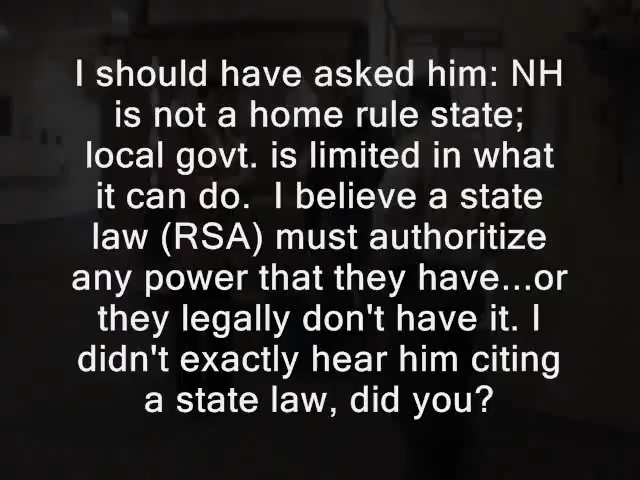 I should have asked him: NH
is not a home rule state;
local govt. is limited in what
it can do.  I believe a state
law (RSA) must authoritize
any power that they have...or
they legally don't have it. I
didn't exactly hear him citing
a state law, did you?